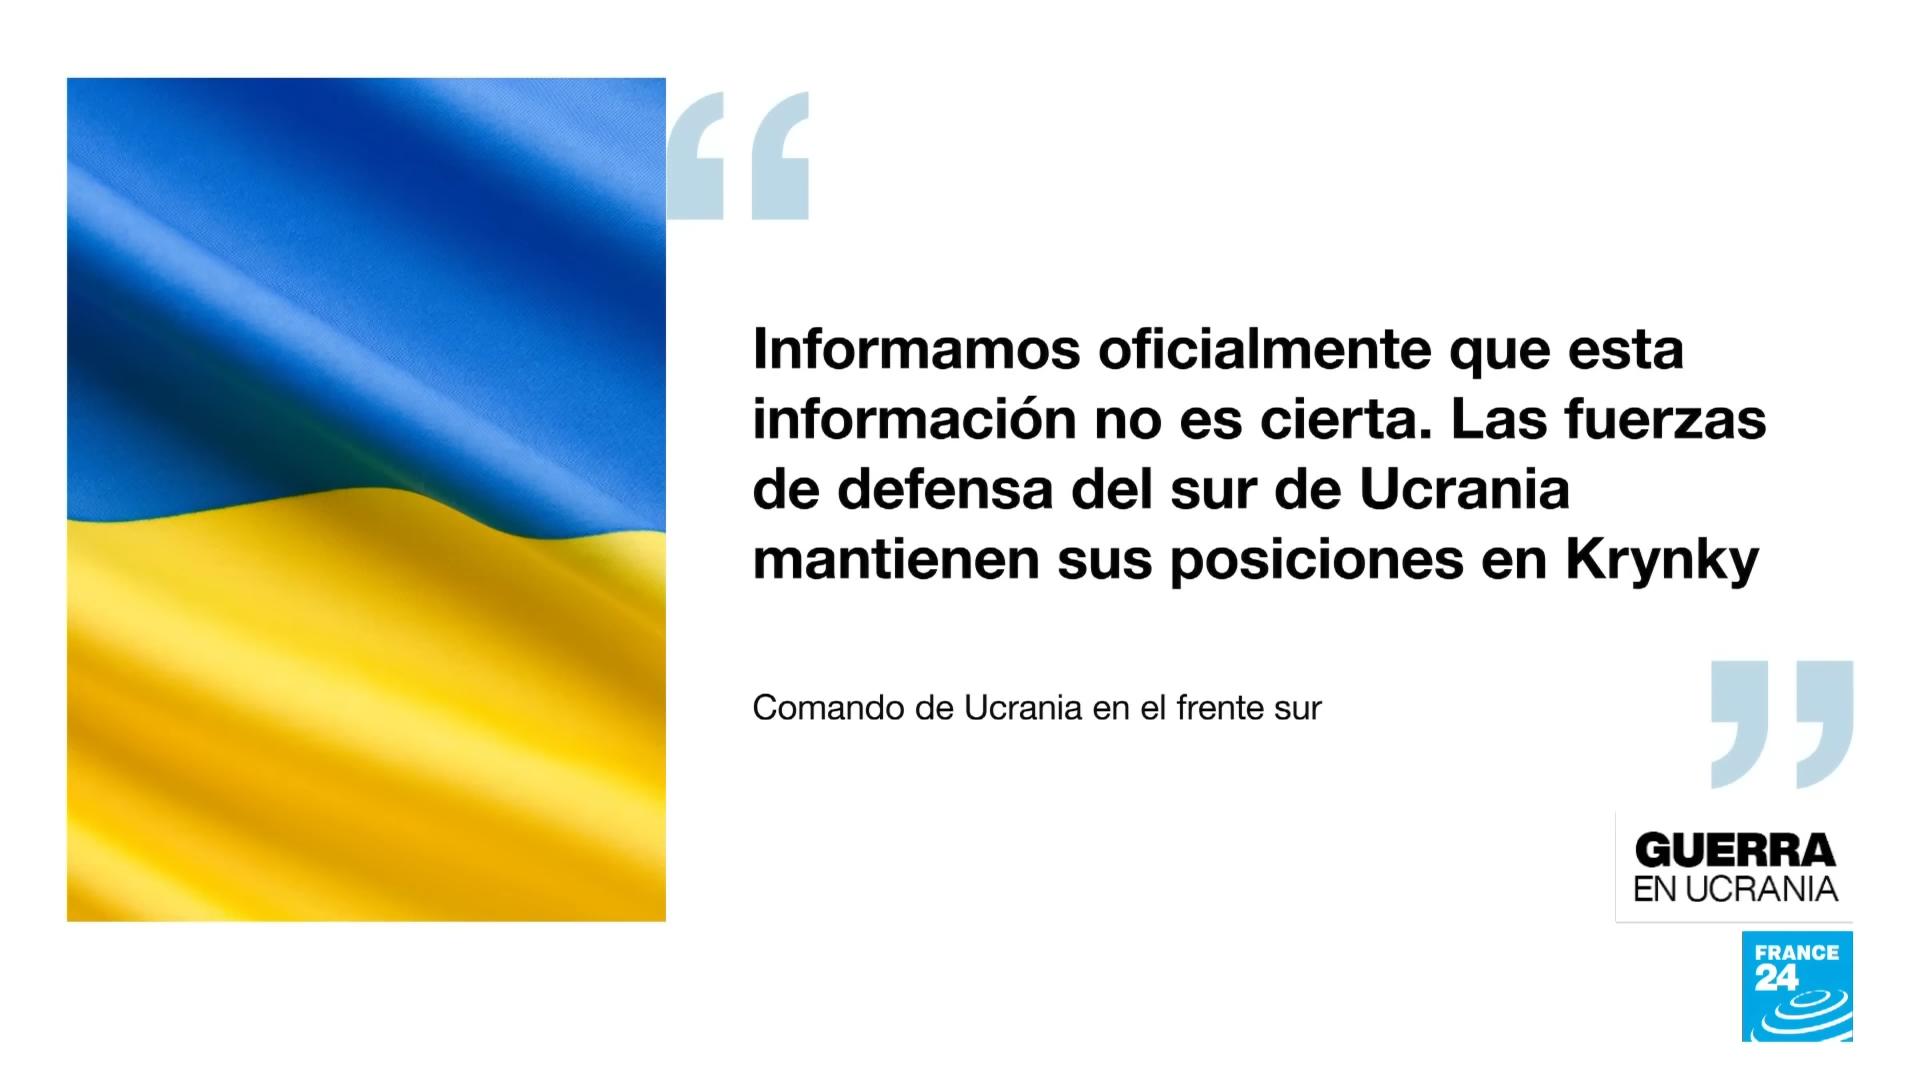 Informamos oficialmente que esta
información no es cierta. Las fuerzas
de defensa del sur de Ucrania
mantienen sus posiciones en Krynky
Comando de Ucrania en el frente sur
GUERRA
EN UCRANIA
FRANCE
24